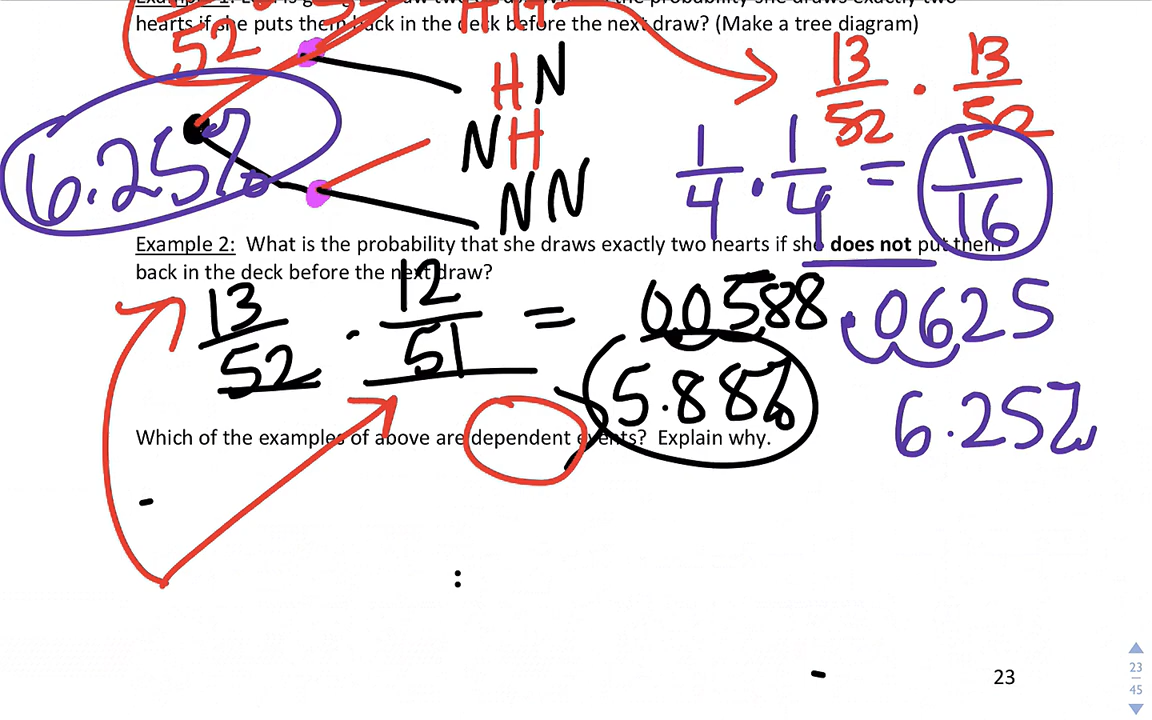 hearts if she puts them back in the deck before the next draw? (Make a tree diagram)
52
HN
NH
NN
6.25%
13/52 · 13/52
1/4 · 1/4 = 1/16
Example 2: What is the probability that she draws exactly two hearts if she does not put them
back in the deck before the next draw?
13/52 · 12/51 = 0.0588
5.88%
.0625
6.25%
Which of the examples of above are dependent events? Explain why.
-
:
-
23
23
45